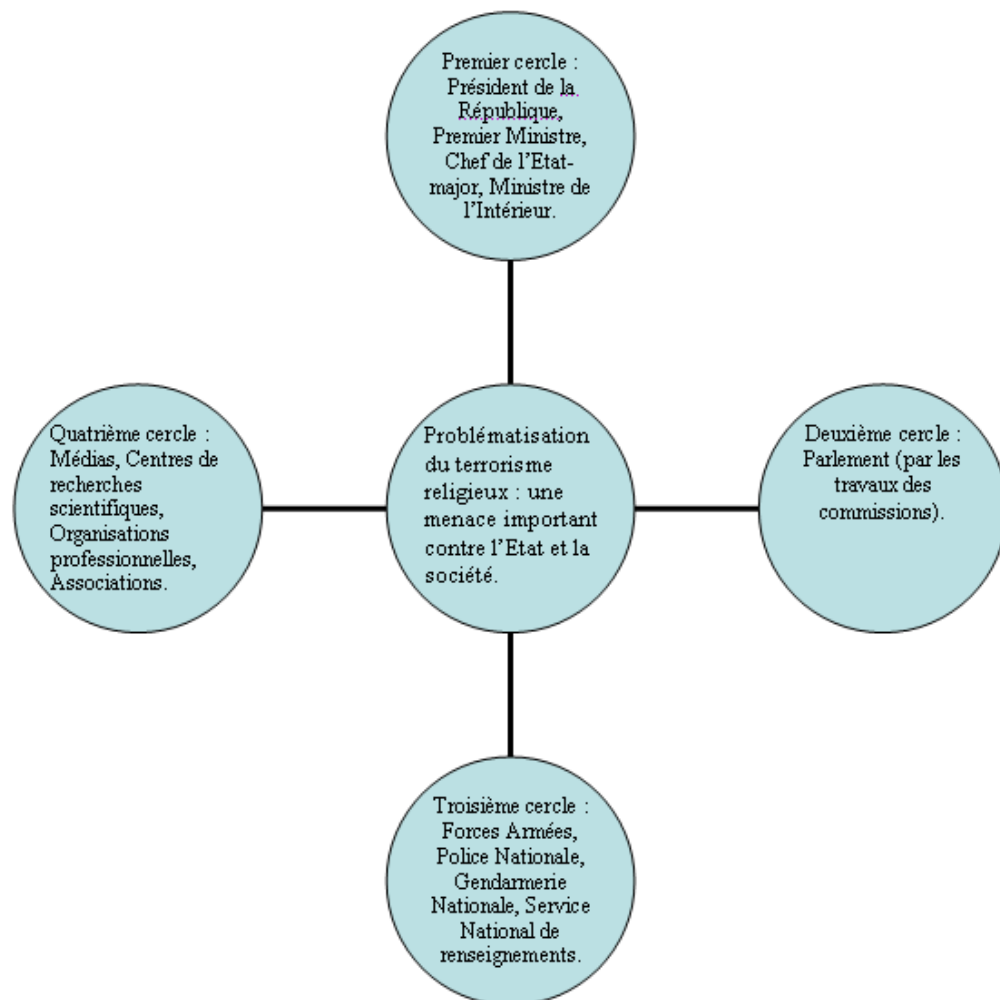 Premier cercle :
Président de la
République,
Premier Ministre,
Chef de l'Etat-
major, Ministre de
l'Intérieur.
Quatrième cercle :
Médias, Centres de
recherches
scientifiques,
Organisations
professionnelles,
Associations.
Problématisation
du terrorisme
religieux : une
menace important
contre l'Etat et la
société.
Deuxième cercle :
Parlement (par les
travaux des
commissions).
Troisième cercle :
Forces Armées,
Police Nationale,
Gendarmerie
Nationale, Service
National de
renseignements.